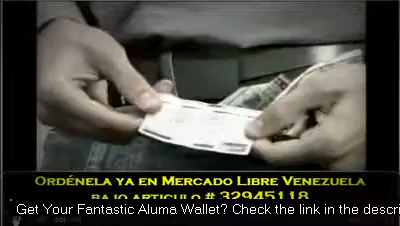 Ordénela ya en Mercado Libre Venezuela
bajo articulo # 32945118
Get Your Fantastic Aluma Wallet? Check the link in the descri